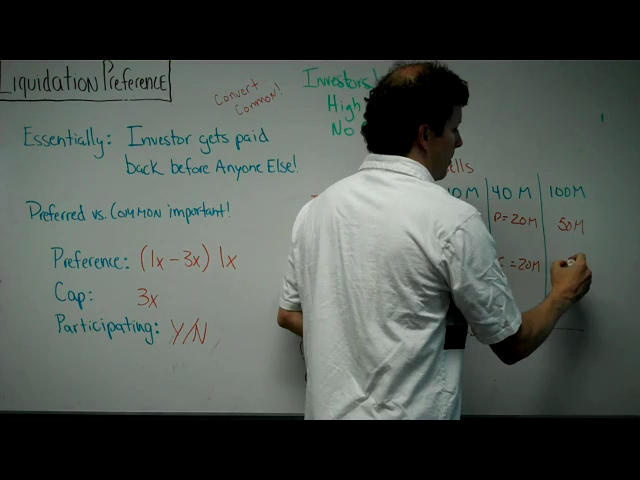 Liquidation Preference
Convert
Common!
Investors
High
No
Essentially: Investor gets paid
back before Anyone Else!
Preferred vs. Common important!
Preference: (1x - 3x) 1x
Cap: 3x
Participating: Y/N
40 M 100M
P = 20M 50M
= 20M